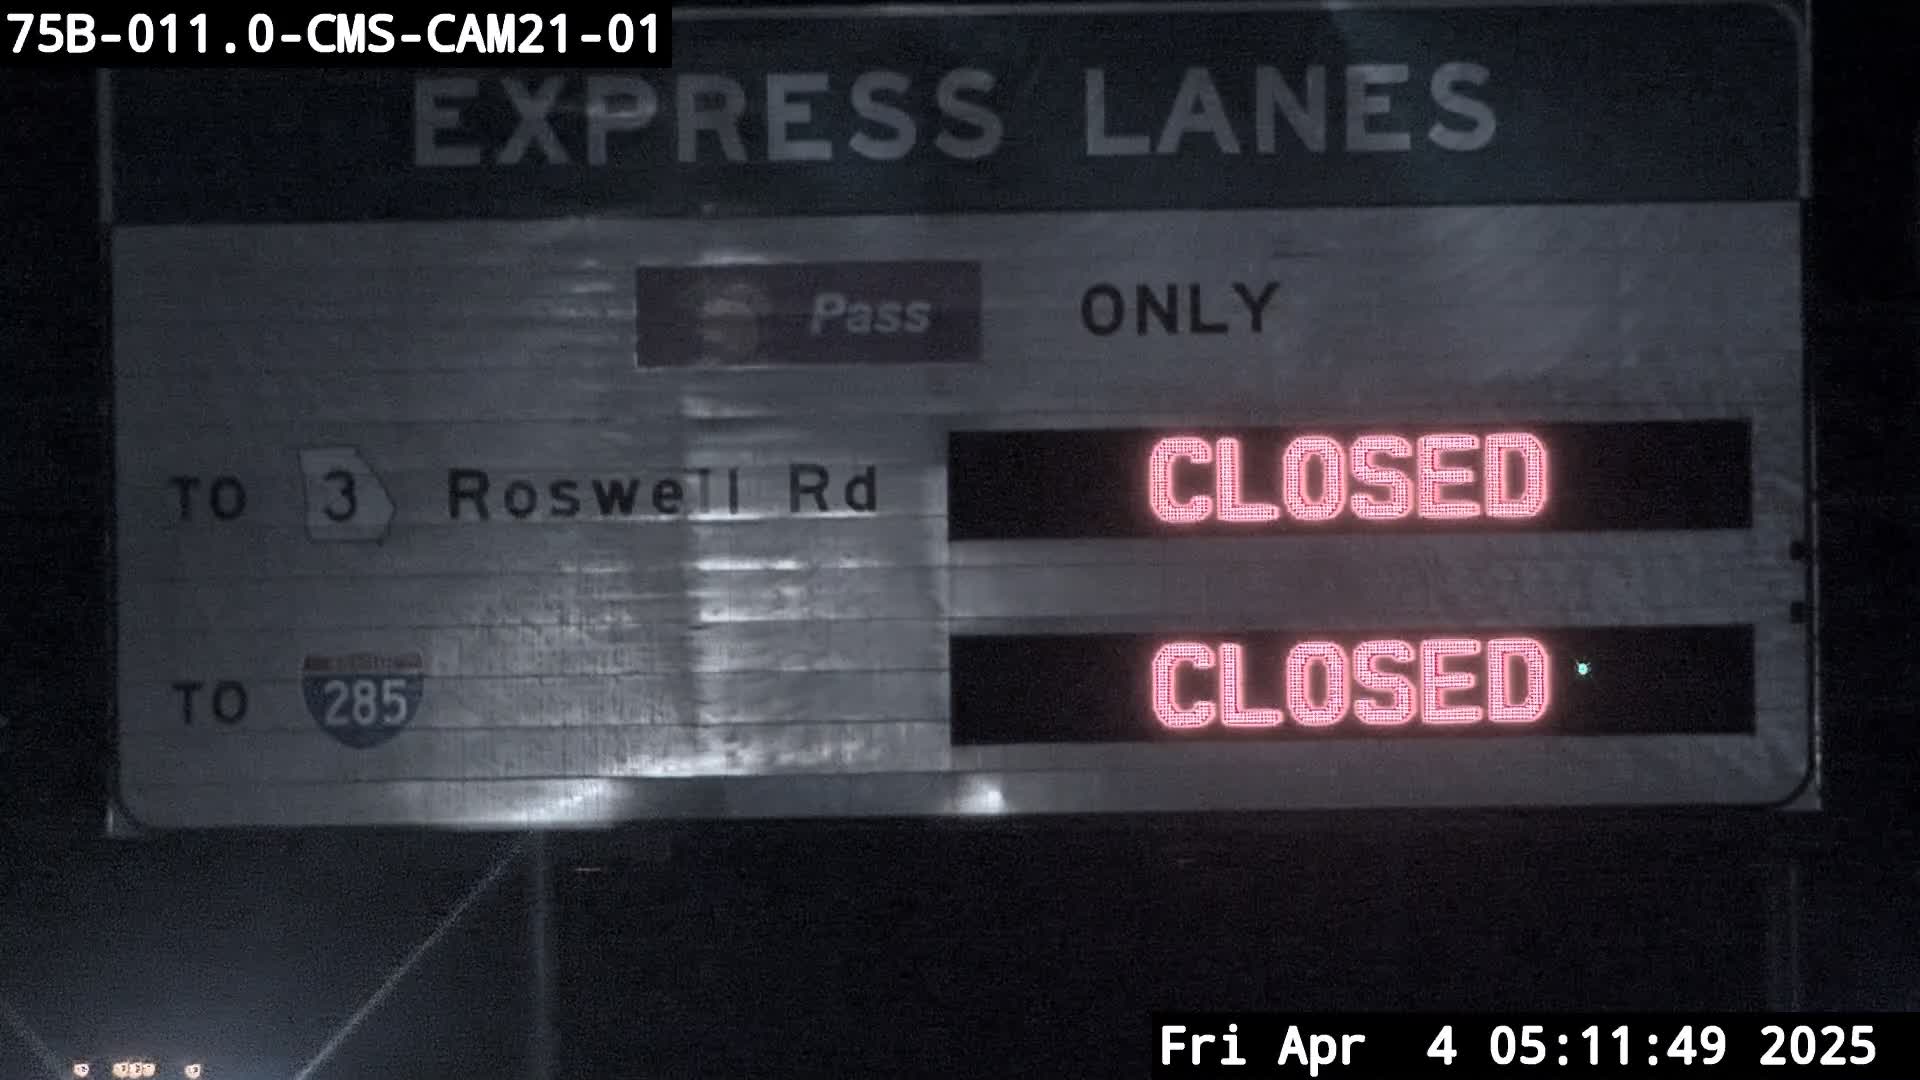 75B-011.0-CMS-CAM21-01
EXPRESS LANES
Pass ONLY
TO 3 Roswell Rd CLOSED
TO 285 CLOSED
Fri Apr 4 05:11:49 2025